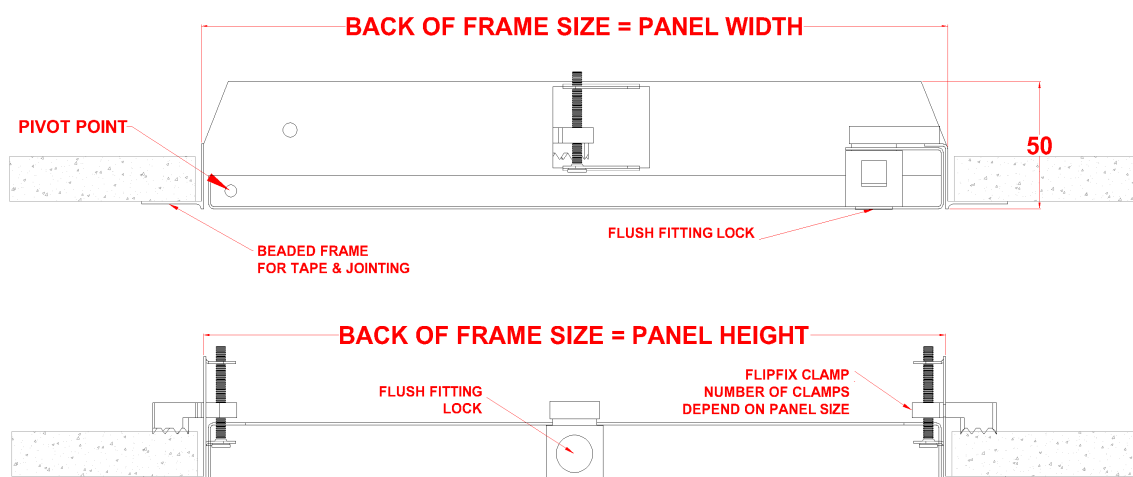 BACK OF FRAME SIZE = PANEL WIDTH
PIVOT POINT
50
FLUSH FITTING LOCK
BEADED FRAME
FOR TAPE & JOINTING
BACK OF FRAME SIZE = PANEL HEIGHT
FLUSH FITTING
LOCK
FLIPFIX CLAMP
NUMBER OF CLAMPS
DEPEND ON PANEL SIZE